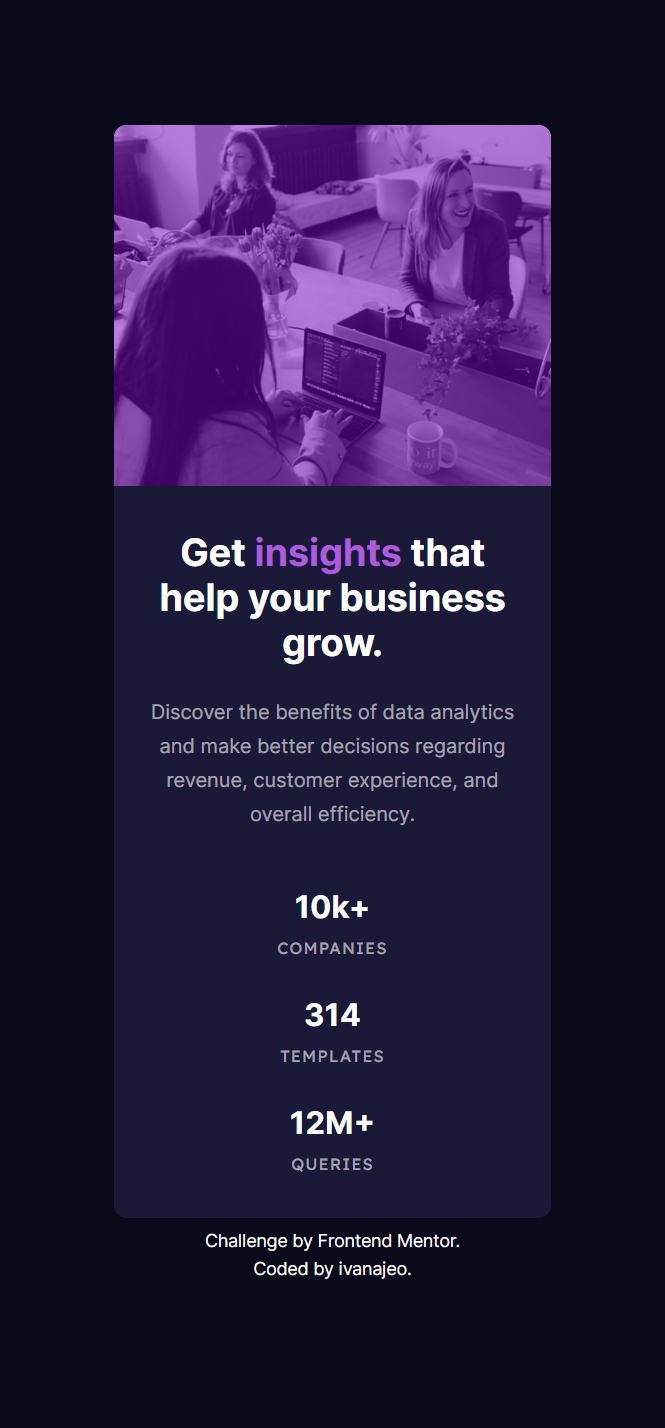 Get insights that
help your business
grow.
Discover the benefits of data analytics
and make better decisions regarding
revenue, customer experience, and
overall efficiency.
10k+
COMPANIES
314
TEMPLATES
12M+
QUERIES
Challenge by Frontend Mentor.
Coded by ivanajeo.